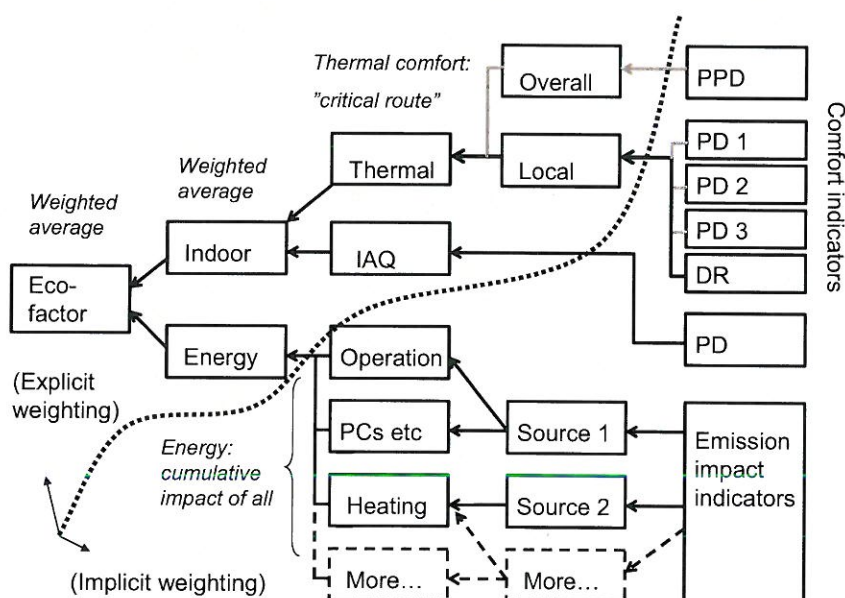 Thermal comfort:
"critical route"
Overall
PPD
Comfort indicators
Weighted
average
Thermal
Local
PD 1
PD 2
PD 3
DR
Weighted
average
Indoor
IAQ
Eco-
factor
PD
Energy
Operation
(Explicit
weighting)
Energy:
cumulative
impact of all
PCs etc
Source 1
Emission
impact
indicators
Heating
Source 2
(Implicit weighting)
More...
More...